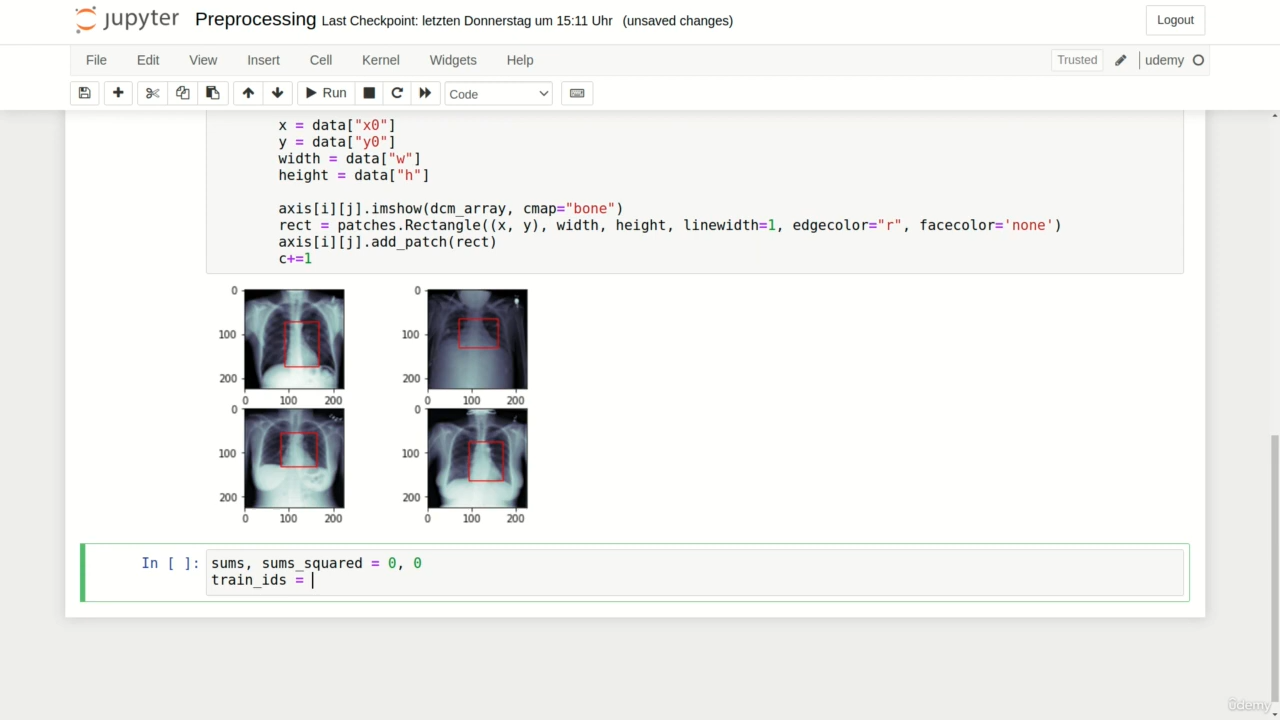 jupyter Preprocessing Last Checkpoint: letzten Donnerstag um 15:11 Uhr (unsaved changes) Logout
File Edit View Insert Cell Kernel Widgets Help Trusted udemy
Run Code
x = data["x0"]
y = data["y0"]
width = data["w"]
height = data["h"]
axis[i][j].imshow(dcm_array, cmap="bone")
rect = patches.Rectangle((x, y), width, height, linewidth=1, edgecolor="r", facecolor='none')
axis[i][j].add_patch(rect)
c+=1
0 0
100 100
200 200
0 100 200 0 100 200
0 0
100 100
200 200
0 100 200 0 100 200
In [ ]: sums, sums_squared = 0, 0
train_ids =
ûdemy